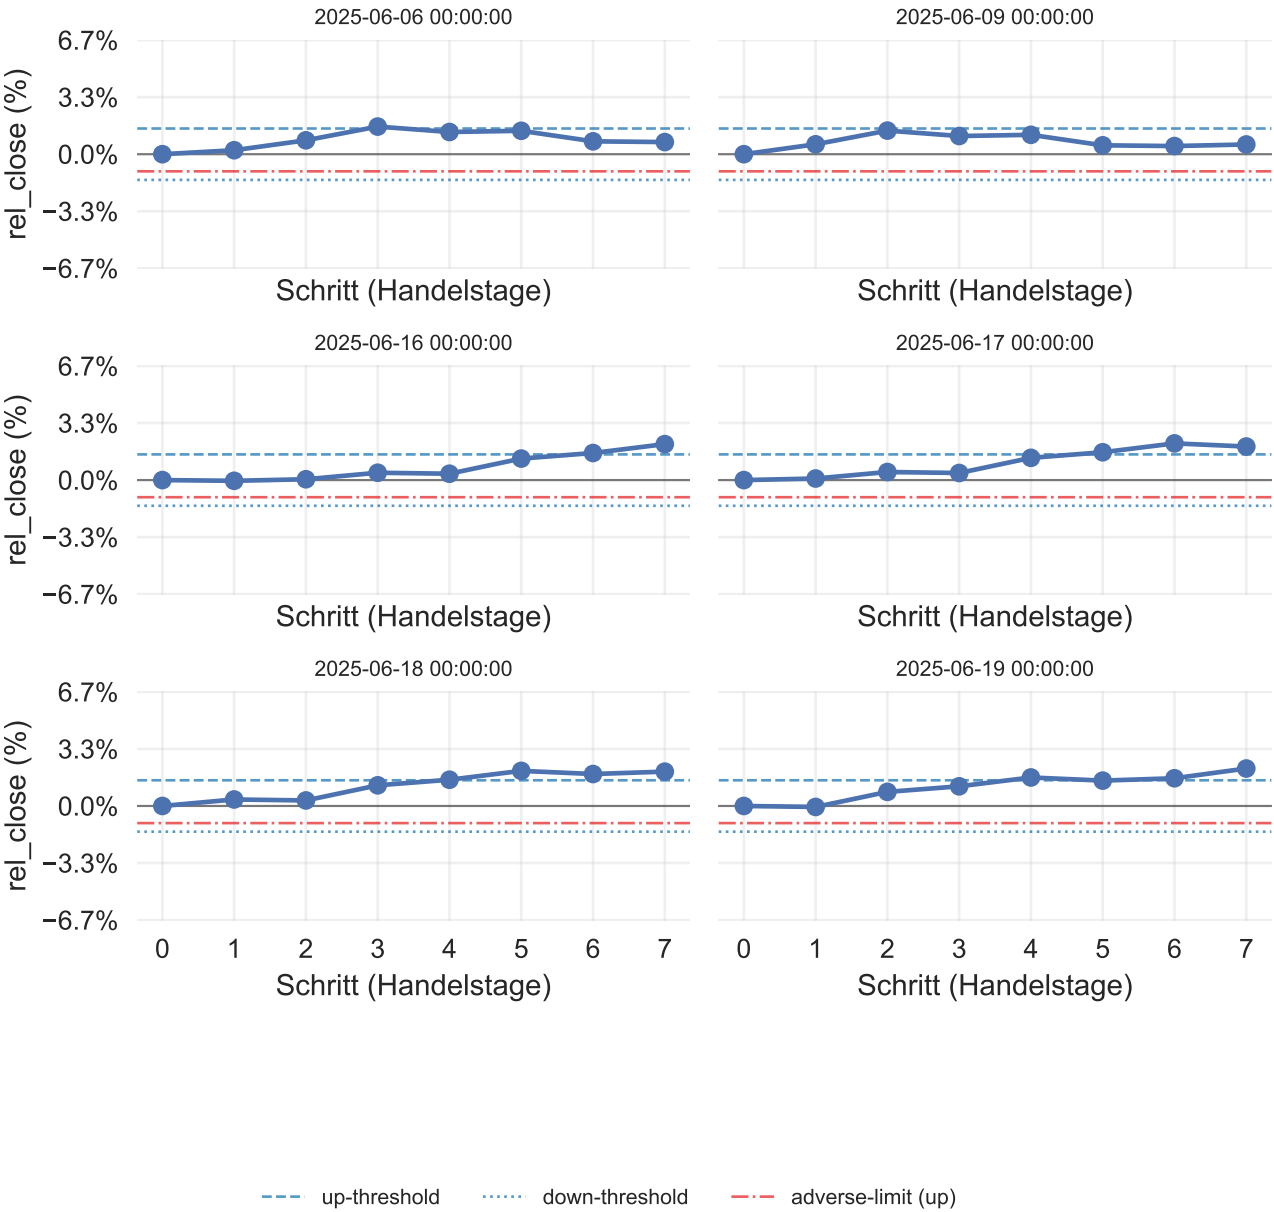 2025-06-06 00:00:00
2025-06-09 00:00:00
6.7%
3.3%
0.0%
−3.3%
−6.7%
rel_close (%)
Schritt (Handelstage)
Schritt (Handelstage)
2025-06-16 00:00:00
2025-06-17 00:00:00
6.7%
3.3%
0.0%
−3.3%
−6.7%
rel_close (%)
Schritt (Handelstage)
Schritt (Handelstage)
2025-06-18 00:00:00
2025-06-19 00:00:00
6.7%
3.3%
0.0%
−3.3%
−6.7%
rel_close (%)
0 1 2 3 4 5 6 7
0 1 2 3 4 5 6 7
Schritt (Handelstage)
Schritt (Handelstage)
up-threshold down-threshold adverse-limit (up)